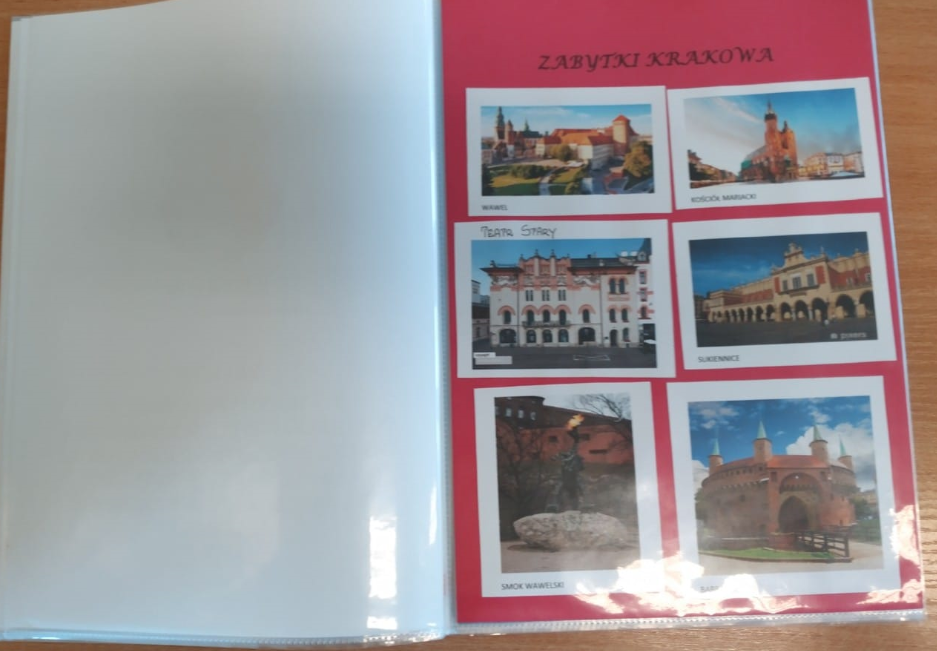 ZABYTKI KRAKOWA
WAWEL
KOŚCIÓŁ MARIACKI
TEATR STARY
SUKIENNICE
SMOK WAWELSKI